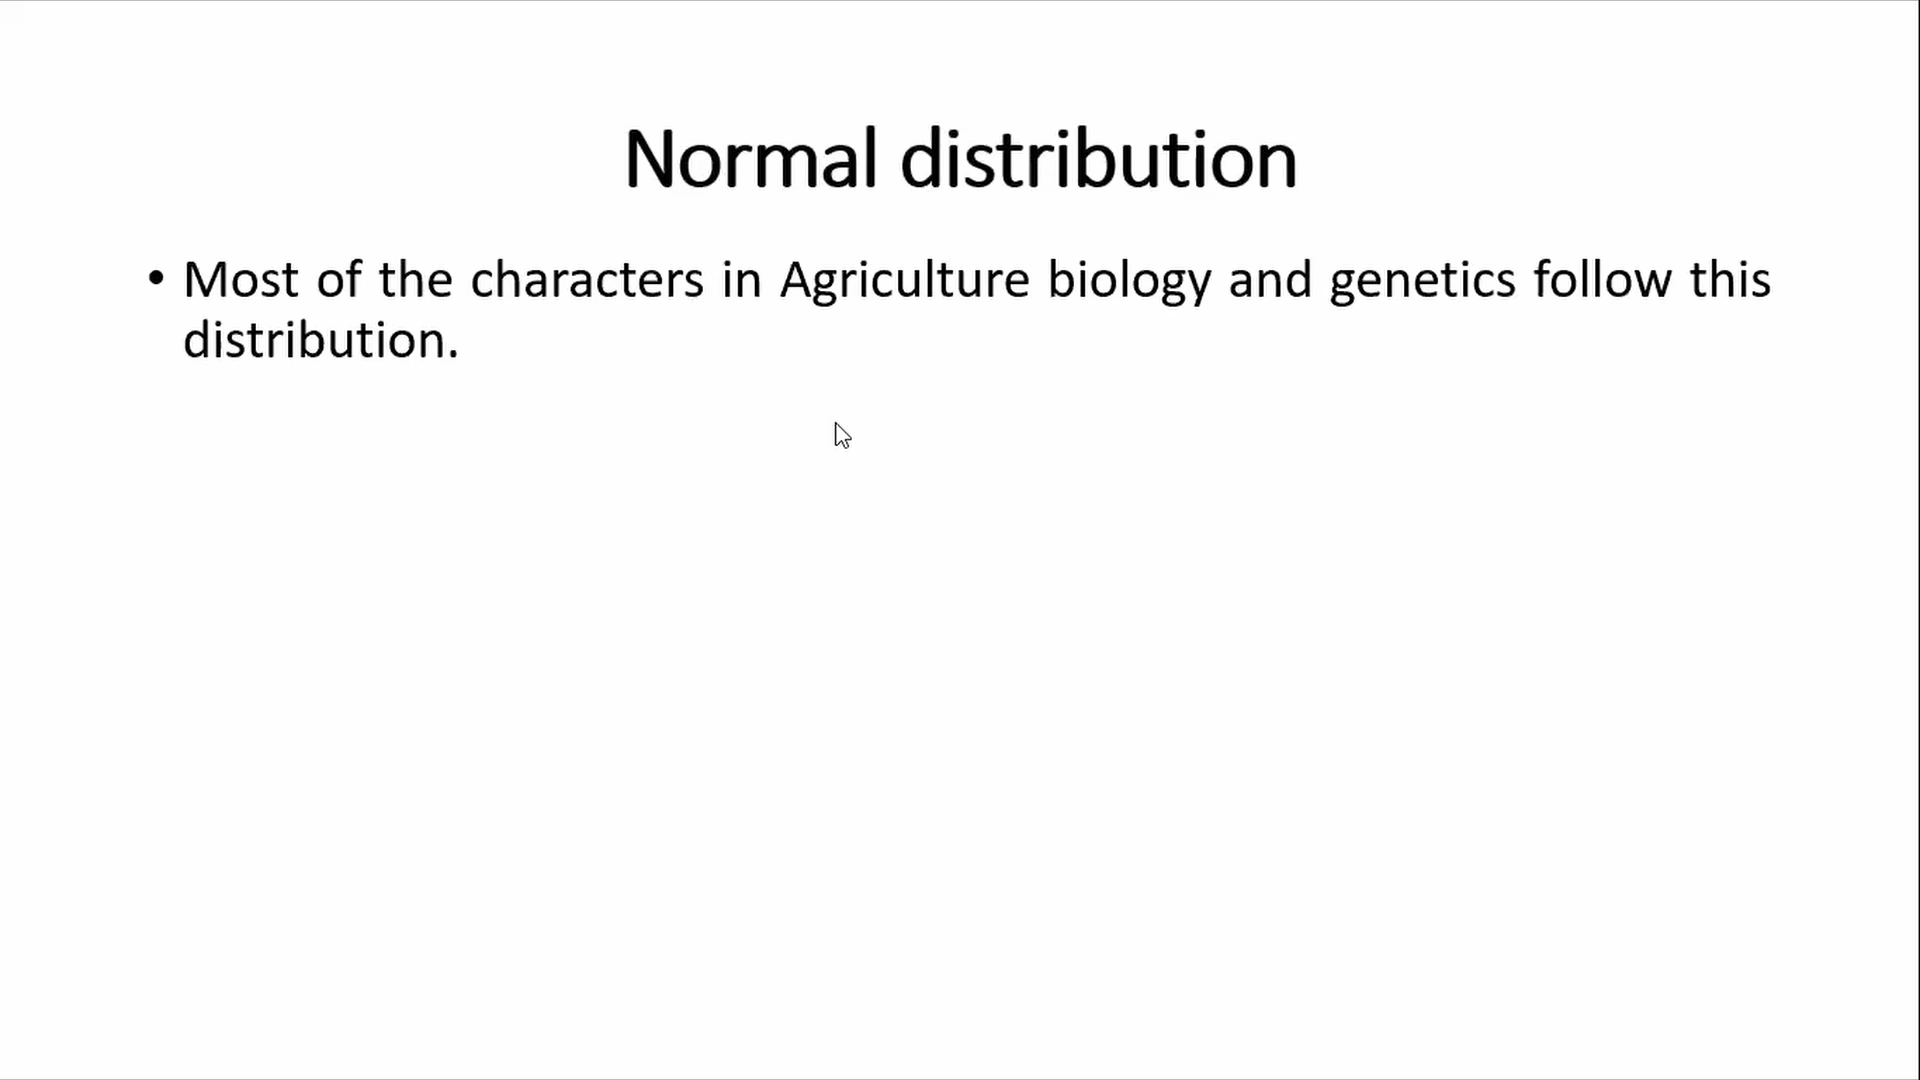 Normal distribution
• Most of the characters in Agriculture biology and genetics follow this
distribution.